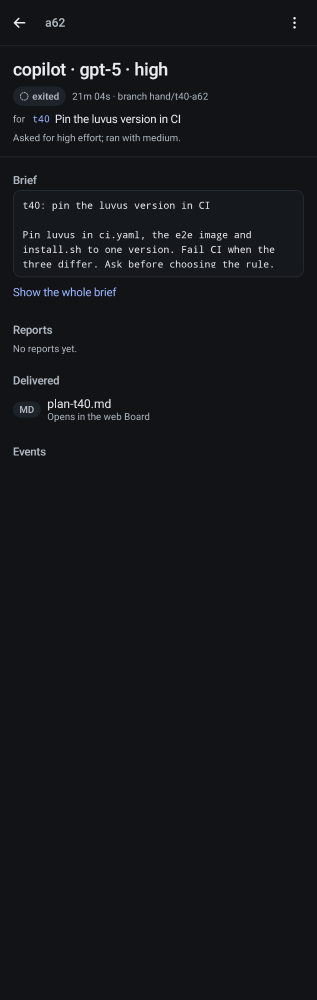 a62
copilot · gpt-5 · high
exited 21m 04s · branch hand/t40-a62
for t40 Pin the luvus version in CI
Asked for high effort; ran with medium.
Brief
t40: pin the luvus version in CI
Pin luvus in ci.yaml, the e2e image and
install.sh to one version. Fail CI when the
three differ. Ask before choosing the rule.
Show the whole brief
Reports
No reports yet.
Delivered
MD plan-t40.md
Opens in the web Board
Events